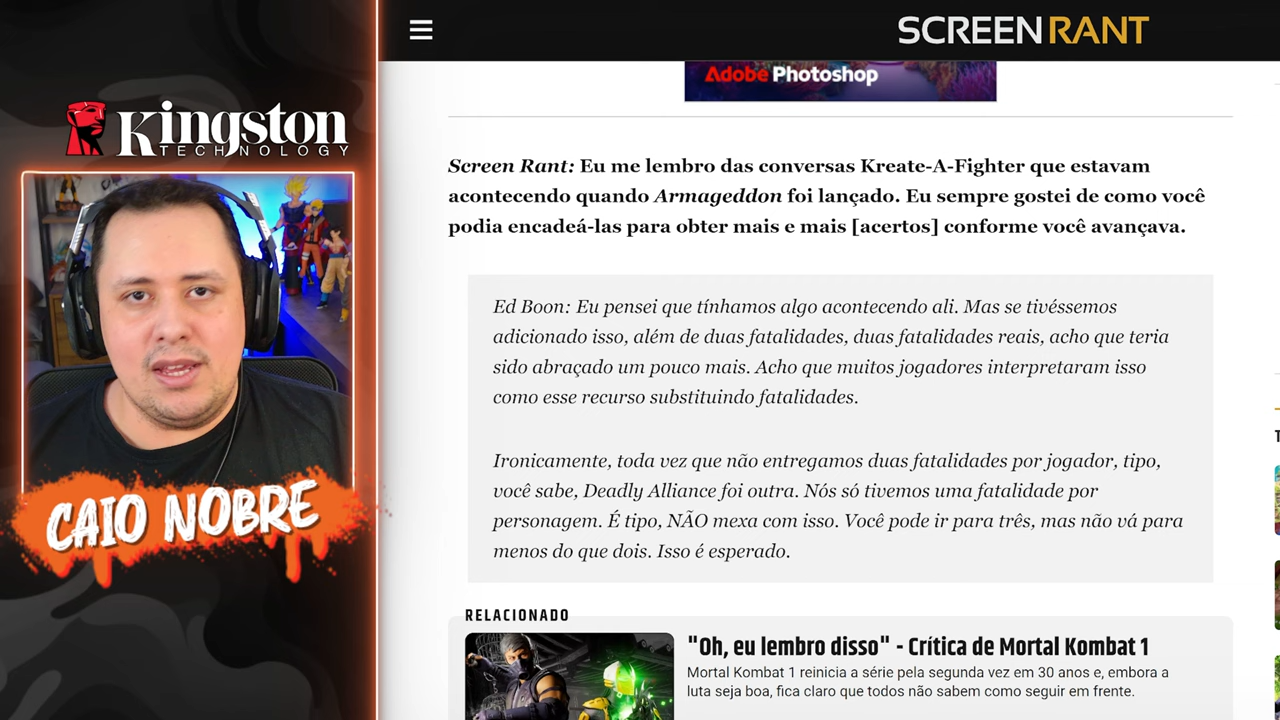 Kingston
TECHNOLOGY
CAIO NOBRE
SCREENRANT
Adobe Photoshop
Screen Rant: Eu me lembro das conversas Kreate-A-Fighter que estavam
acontecendo quando Armageddon foi lançado. Eu sempre gostei de como você
podia encadeá-las para obter mais e mais [acertos] conforme você avançava.
Ed Boon: Eu pensei que tínhamos algo acontecendo ali. Mas se tivéssemos
adicionado isso, além de duas fatalidades, duas fatalidades reais, acho que teria
sido abraçado um pouco mais. Acho que muitos jogadores interpretaram isso
como esse recurso substituindo fatalidades.
Ironicamente, toda vez que não entregamos duas fatalidades por jogador, tipo,
você sabe, Deadly Alliance foi outra. Nós só tivemos uma fatalidade por
personagem. É tipo, NÃO mexa com isso. Você pode ir para três, mas não vá para
menos do que dois. Isso é esperado.
RELACIONADO
"Oh, eu lembro disso" - Crítica de Mortal Kombat 1
Mortal Kombat 1 reinicia a série pela segunda vez em 30 anos e, embora a
luta seja boa, fica claro que todos não sabem como seguir em frente.